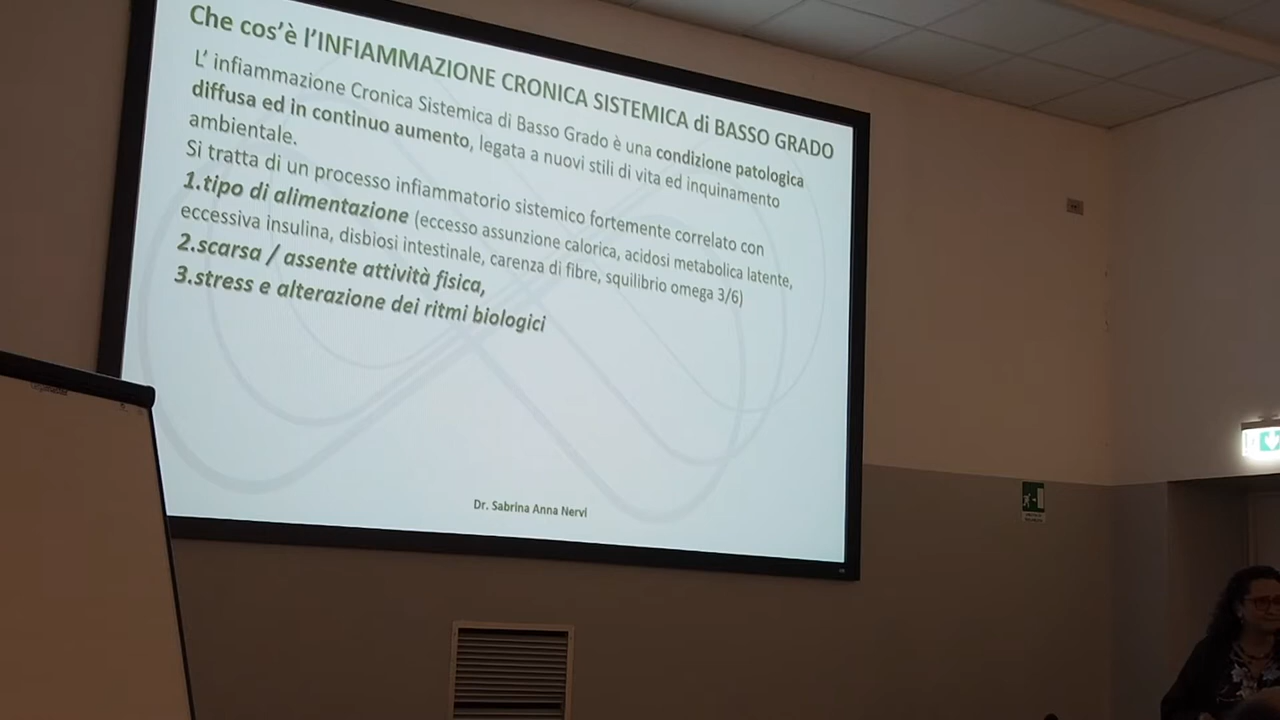 Che cos'è l'INFIAMMAZIONE CRONICA SISTEMICA di BASSO GRADO
L' infiammazione Cronica Sistemica di Basso Grado è una condizione patologica
diffusa ed in continuo aumento, legata a nuovi stili di vita ed inquinamento
ambientale.
Si tratta di un processo infiammatorio sistemico fortemente correlato con
1.tipo di alimentazione (eccesso assunzione calorica, acidosi metabolica latente,
eccessiva insulina, disbiosi intestinale, carenza di fibre, squilibrio omega 3/6)
2.scarsa / assente attività fisica,
3.stress e alterazione dei ritmi biologici
Dr. Sabrina Anna Nervi